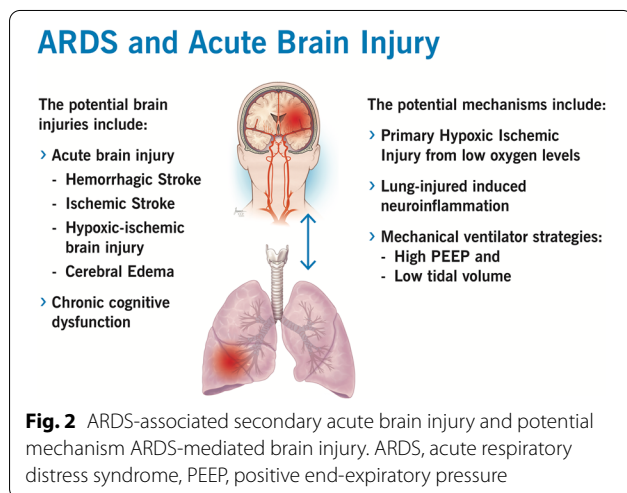 ARDS and Acute Brain Injury
The potential brain
injuries include:
› Acute brain injury
- Hemorrhagic Stroke
- Ischemic Stroke
- Hypoxic-ischemic
brain injury
- Cerebral Edema
› Chronic cognitive
dysfunction
The potential mechanisms include:
› Primary Hypoxic Ischemic
Injury from low oxygen levels
› Lung-injured induced
neuroinflammation
› Mechanical ventilator strategies:
- High PEEP and
- Low tidal volume
Fig. 2 ARDS-associated secondary acute brain injury and potential
mechanism ARDS-mediated brain injury. ARDS, acute respiratory
distress syndrome, PEEP, positive end-expiratory pressure